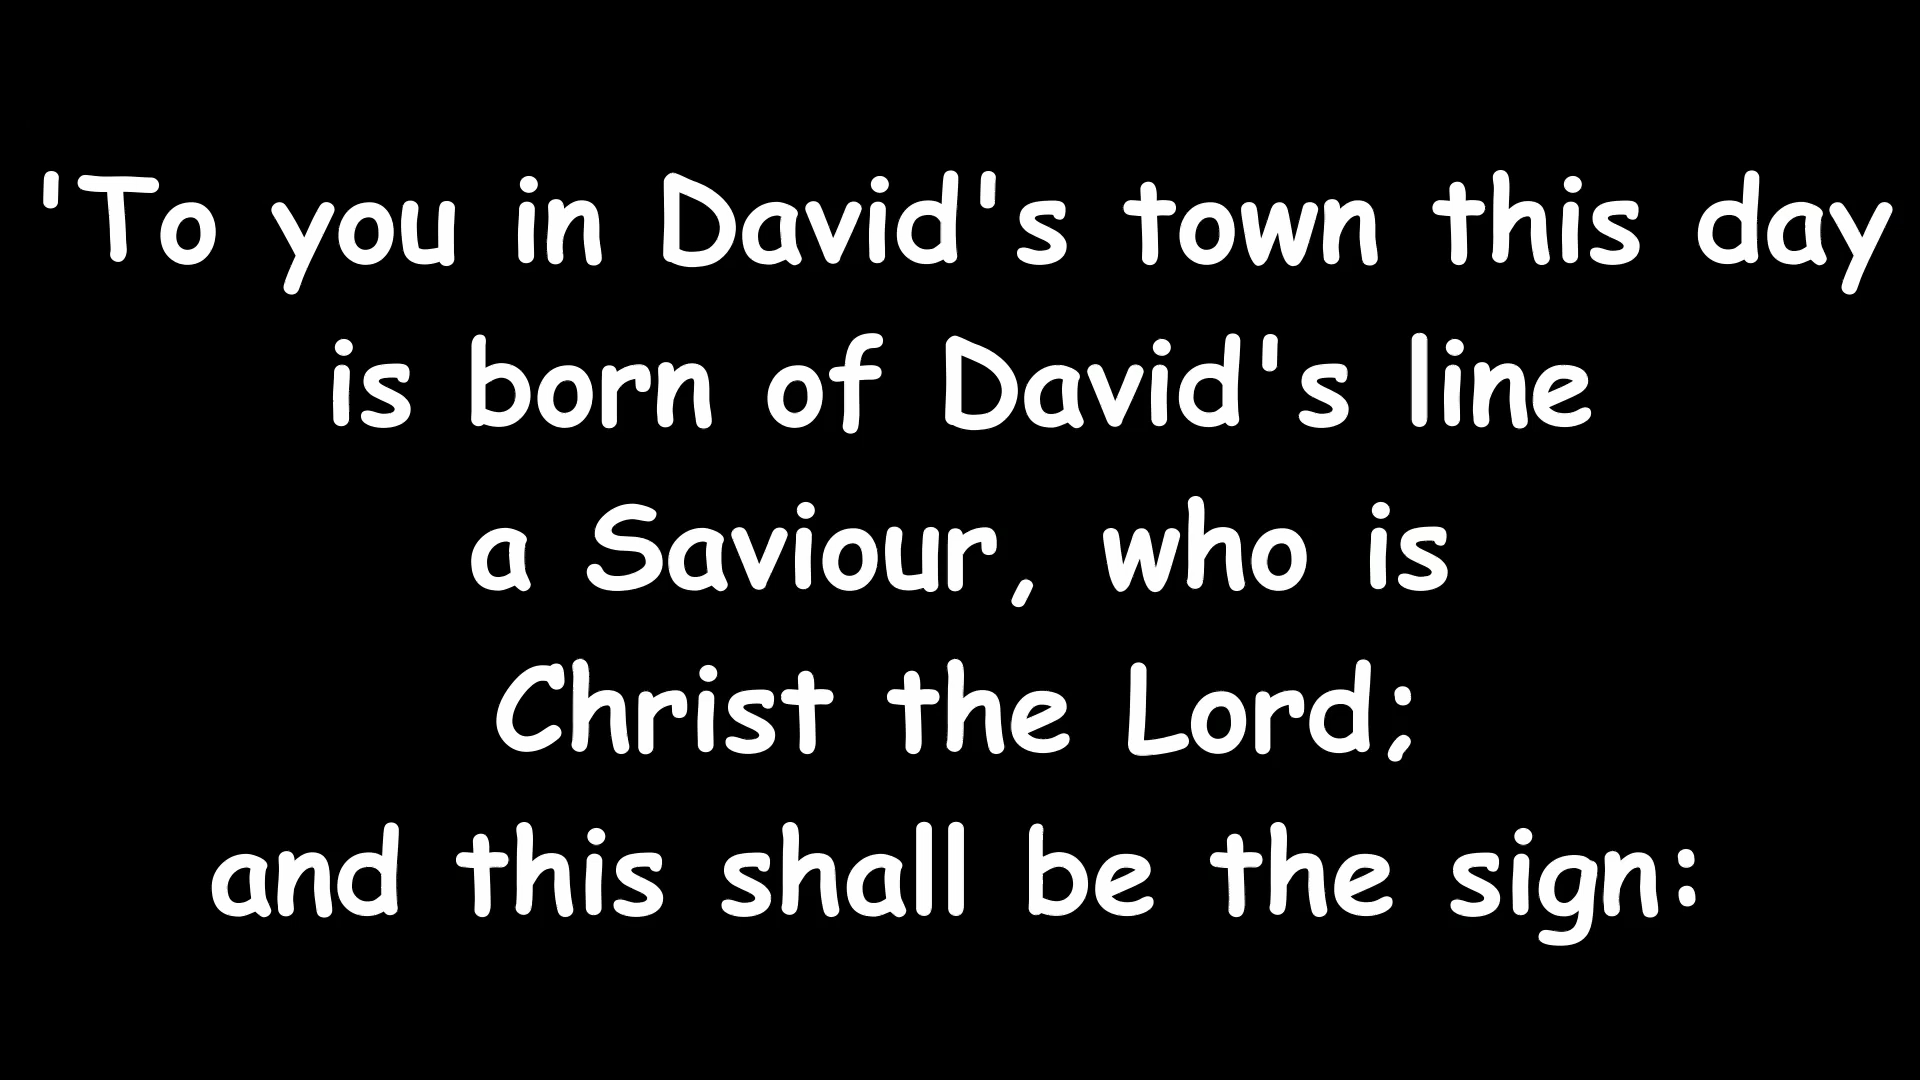 'To you in David's town this day
is born of David's line
a Saviour, who is
Christ the Lord;
and this shall be the sign: